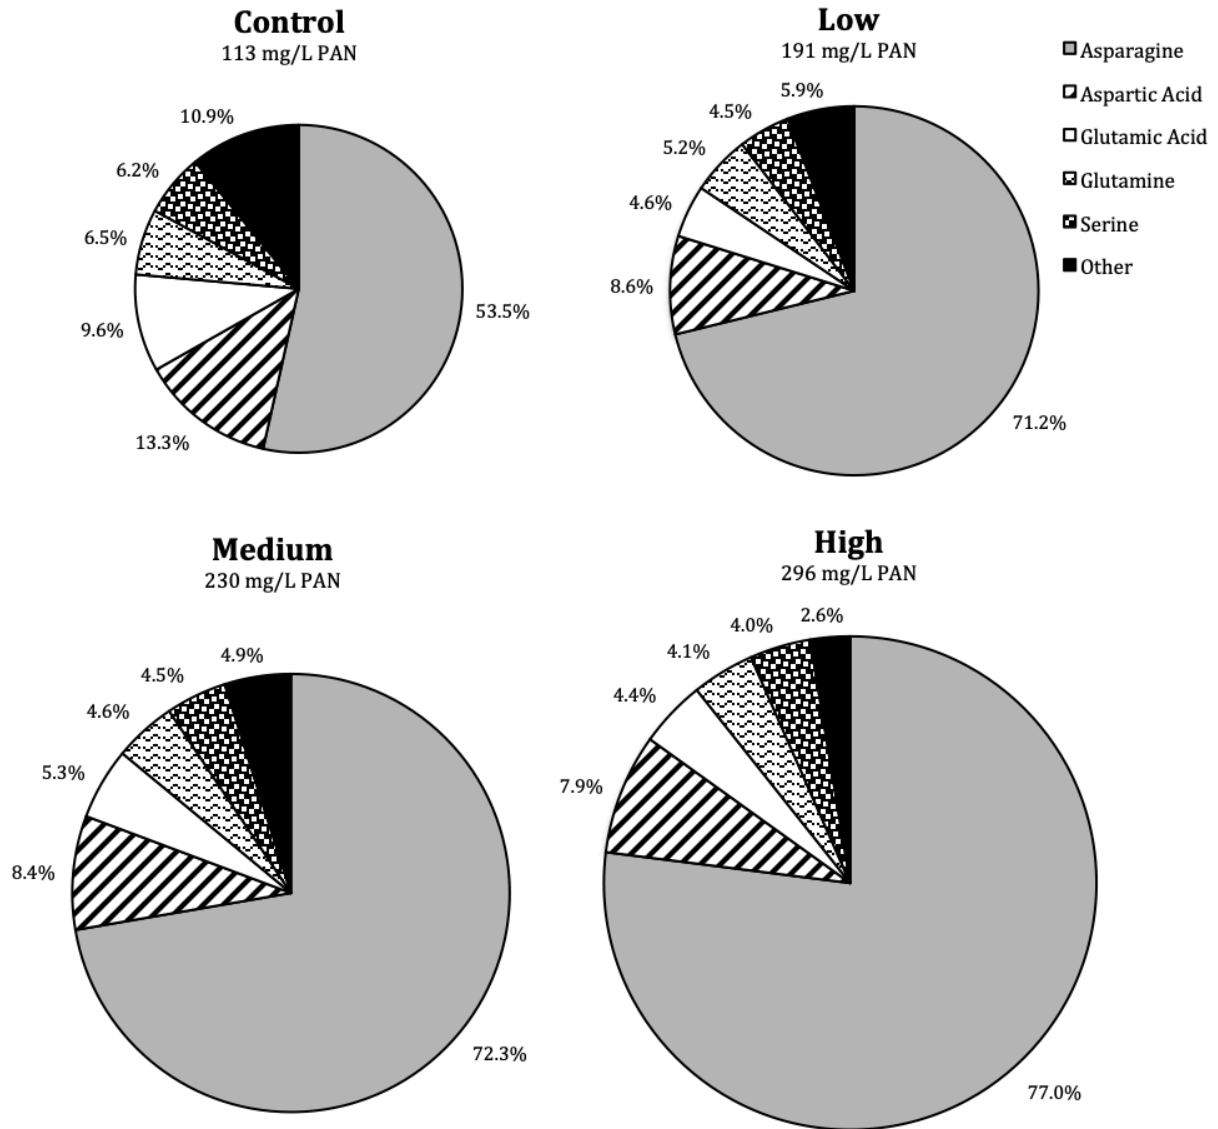 Control
113 mg/L PAN
10.9%
6.2%
6.5%
9.6%
13.3%
53.5%
Low
191 mg/L PAN
5.9%
4.5%
5.2%
4.6%
8.6%
71.2%
Asparagine
Aspartic Acid
Glutamic Acid
Glutamine
Serine
Other
Medium
230 mg/L PAN
4.9%
4.5%
4.6%
5.3%
8.4%
72.3%
High
296 mg/L PAN
2.6%
4.0%
4.1%
4.4%
7.9%
77.0%